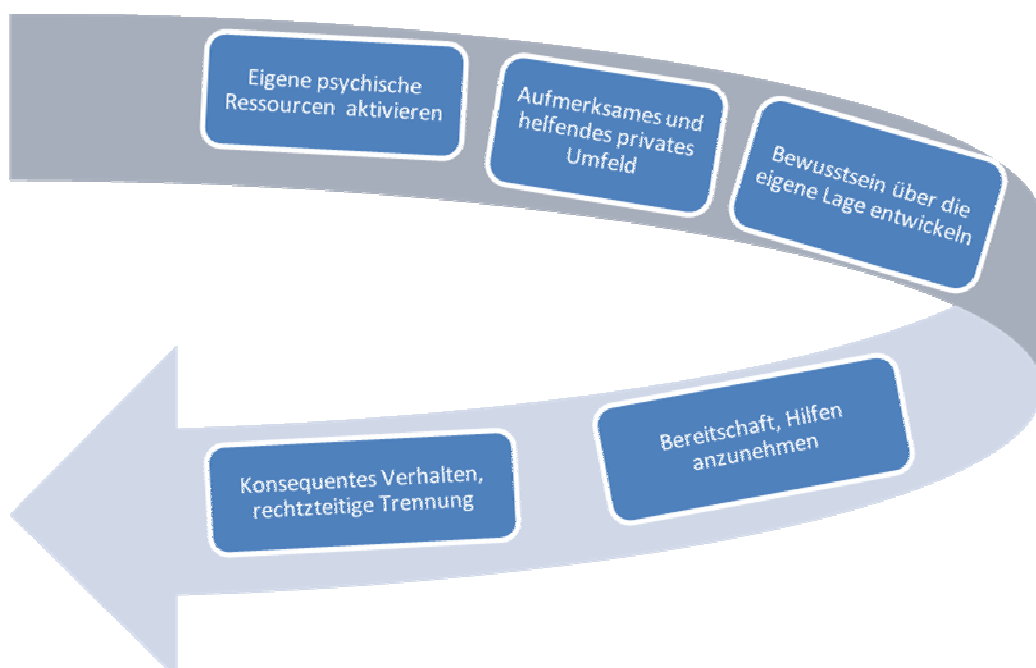 Eigene psychische
Ressourcen aktivieren
Aufmerksames und
helfendes privates
Umfeld
Bewusstsein über die
eigene Lage entwickeln
Bereitschaft, Hilfen
anzunehmen
Konsequentes Verhalten,
rechtzteitige Trennung